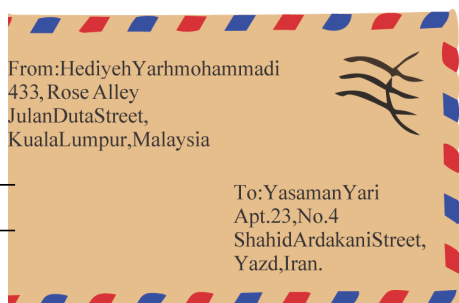 From:HediyehYarhmohammadi
433, Rose Alley
JulanDutaStreet,
KualaLumpur,Malaysia
To:YasamanYari
Apt.23,No.4
ShahidArdakaniStreet,
Yazd,Iran.